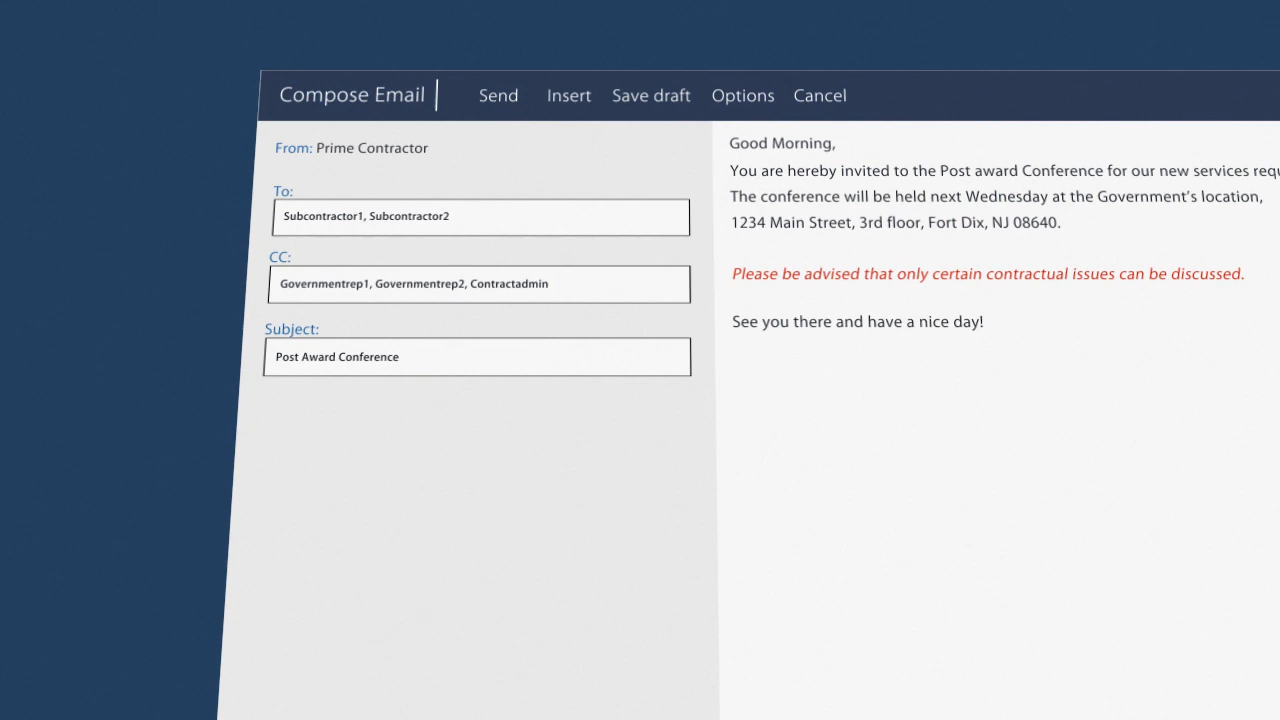 Compose Email Send Insert Save draft Options Cancel
From: Prime Contractor
To:
Subcontractor1, Subcontractor2
CC:
Governmentrep1, Governmentrep2, Contractadmin
Subject:
Post Award Conference
Good Morning,
You are hereby invited to the Post award Conference for our new services
The conference will be held next Wednesday at the Government's location,
1234 Main Street, 3rd floor, Fort Dix, NJ 08640.
Please be advised that only certain contractual issues can be discussed.
See you there and have a nice day!